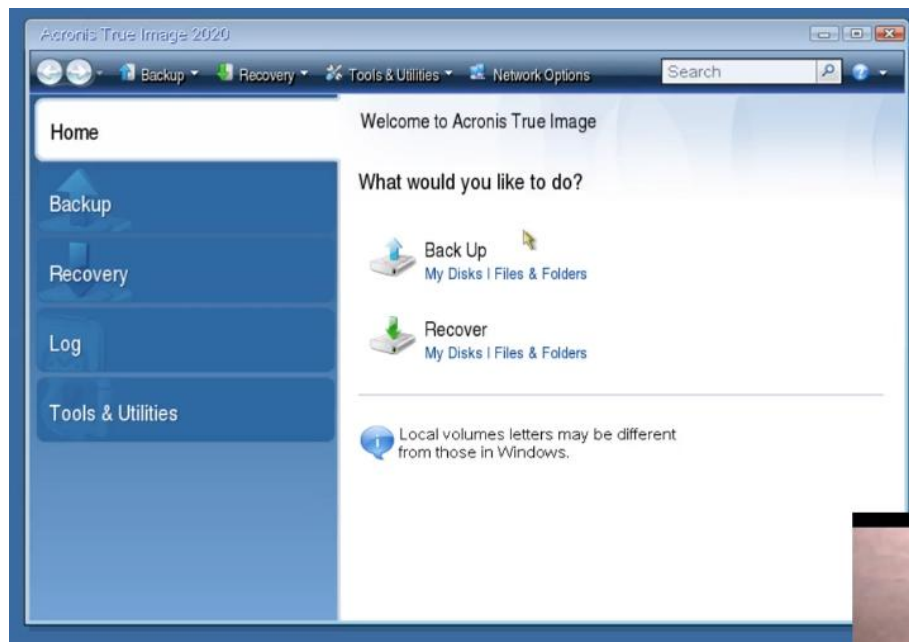 Acronis True Image 2020
Backup Recovery Tools & Utilities Network Options Search
Home
Backup
Recovery
Log
Tools & Utilities
Welcome to Acronis True Image
What would you like to do?
Back Up
My Disks | Files & Folders
Recover
My Disks | Files & Folders
Local volumes letters may be different
from those in Windows.